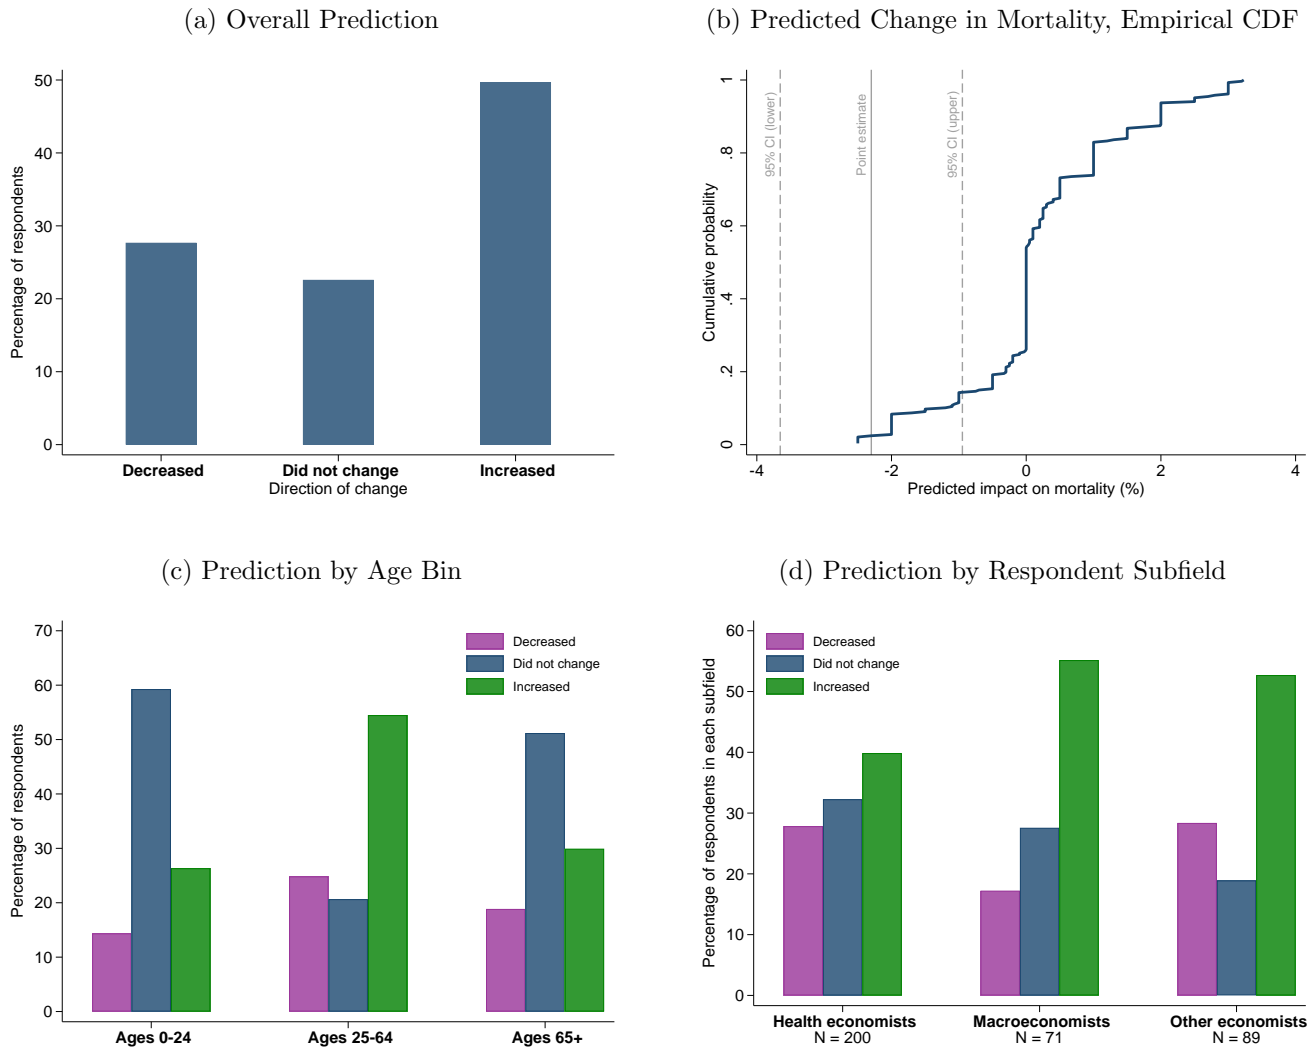 (a) Overall Prediction
Percentage of respondents
50
40
30
20
10
0
Decreased Did not change Increased
Direction of change
(b) Predicted Change in Mortality, Empirical CDF
Cumulative probability
1
.8
.6
.4
.2
0
95% CI (lower)
Point estimate
95% CI (upper)
-4 -2 0 2 4
Predicted impact on mortality (%)
(c) Prediction by Age Bin
Percentage of respondents
70
60
50
40
30
20
10
0
Decreased
Did not change
Increased
Ages 0-24 Ages 25-64 Ages 65+
(d) Prediction by Respondent Subfield
Percentage of respondents in each subfield
60
50
40
30
20
10
0
Decreased
Did not change
Increased
Health economists Macroeconomists Other economists
N = 200 N = 71 N = 89